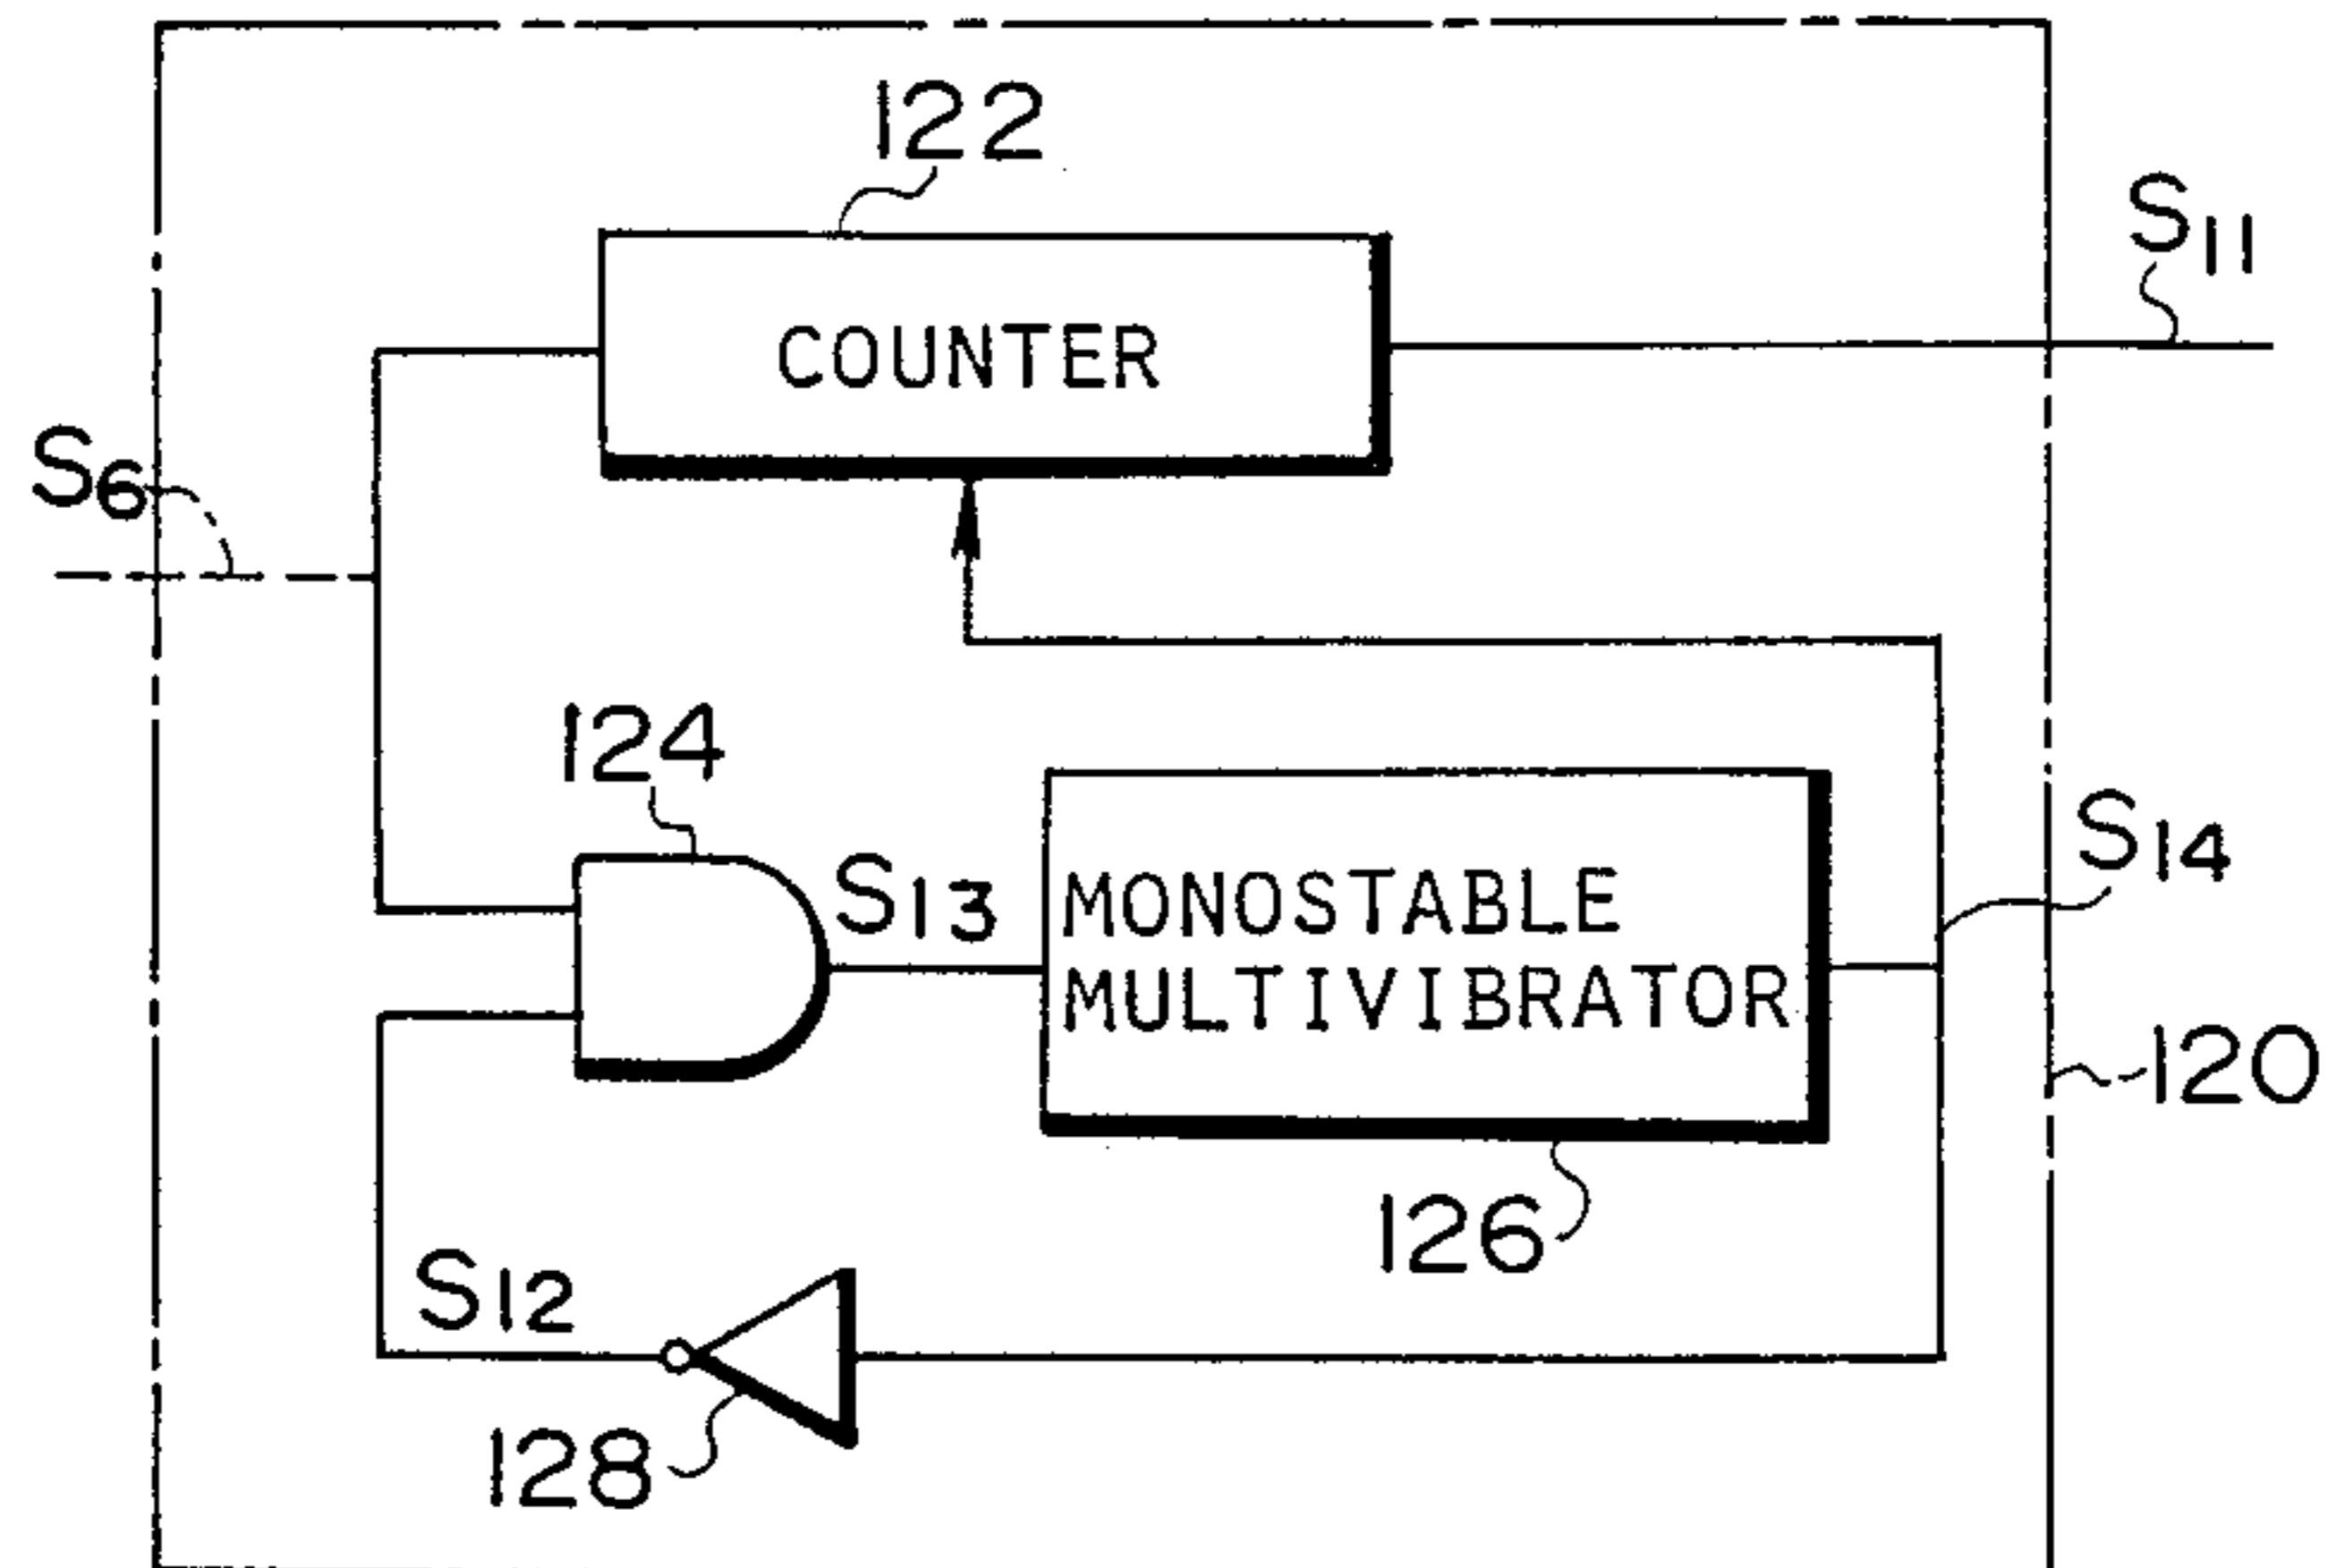 122
S11
COUNTER
S6
124
S13
MONOSTABLE
MULTIVIBRATOR
S14
120
126
S12
128